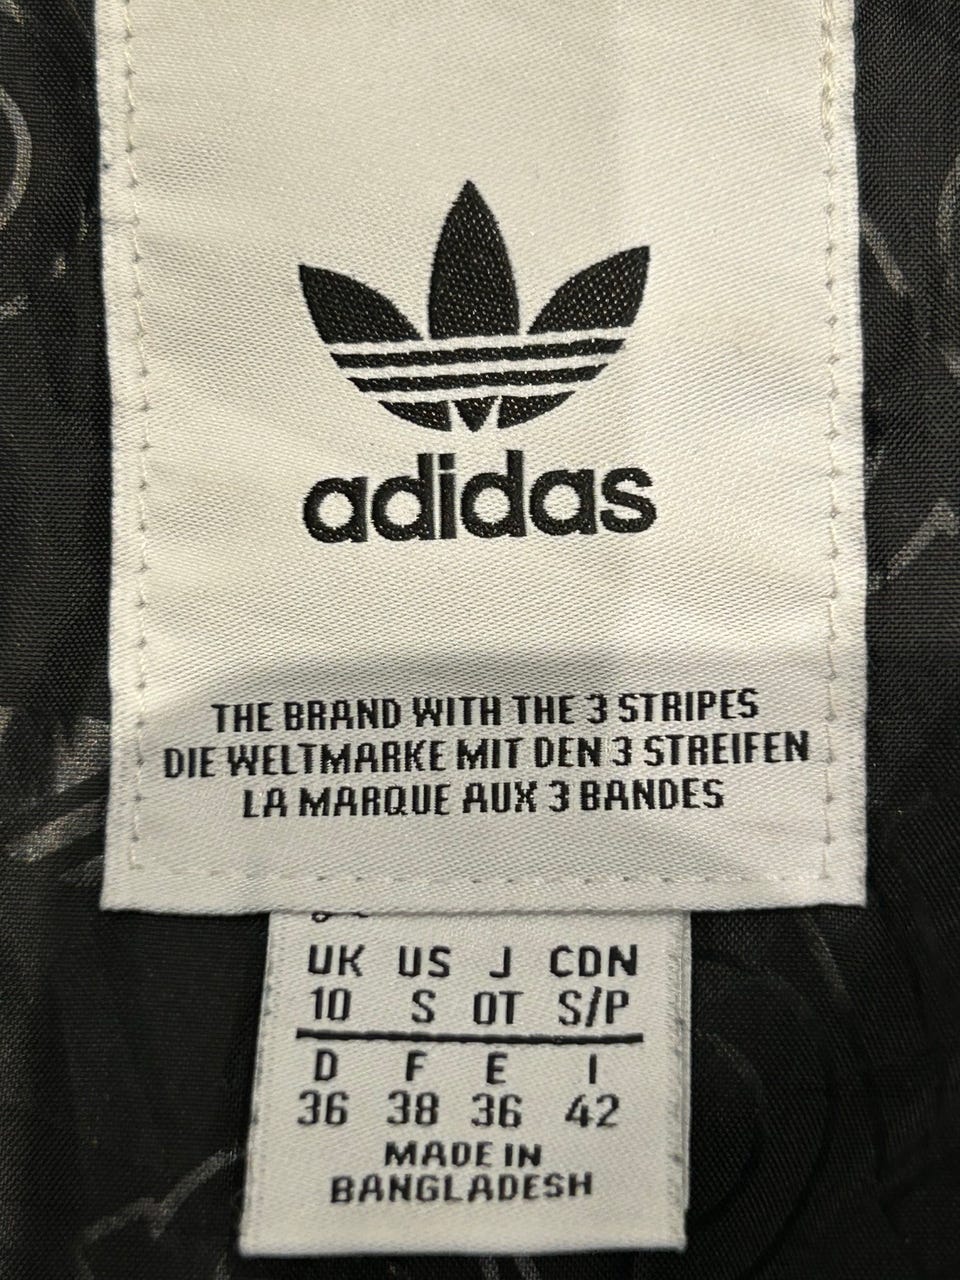 adidas
THE BRAND WITH THE 3 STRIPES
DIE WELTMARKE MIT DEN 3 STREIFEN
LA MARQUE AUX 3 BANDES
UK US J CDN
10 S OT S/P
D F E I
36 38 36 42
MADE IN
BANGLADESH